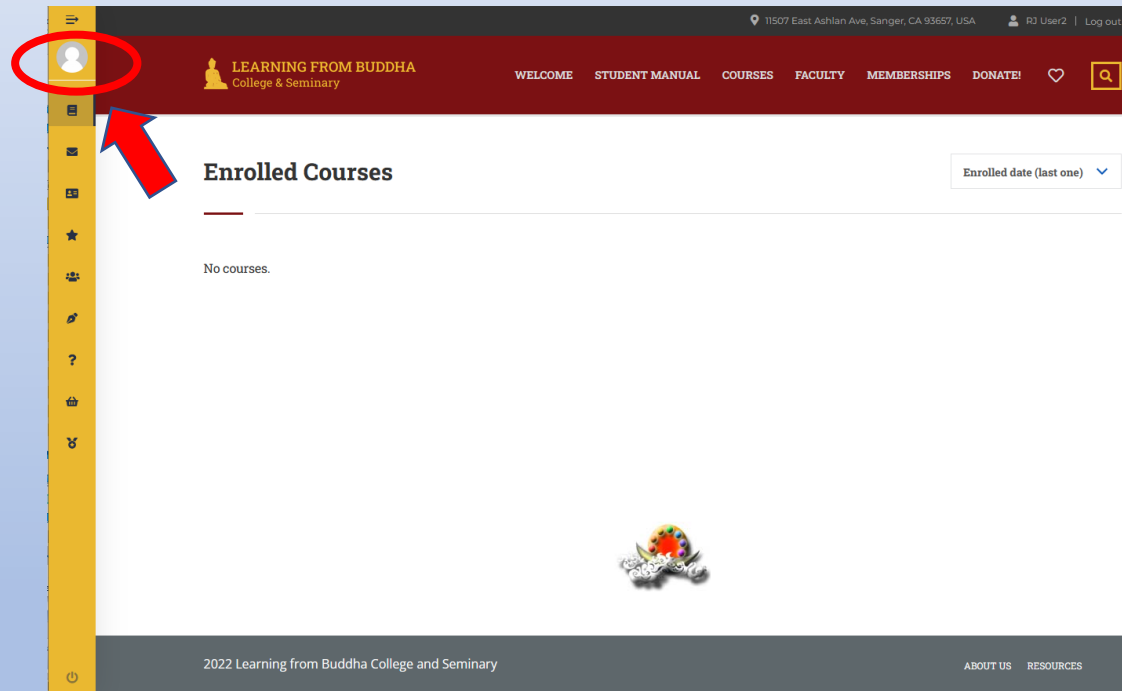 11507 East Ashlan Ave, Sanger, CA 93657, USA RJ User2 | Log out
LEARNING FROM BUDDHA
College & Seminary
WELCOME STUDENT MANUAL COURSES FACULTY MEMBERSHIPS DONATE!
Enrolled Courses
Enrolled date (last one)
No courses.
2022 Learning from Buddha College and Seminary
ABOUT US RESOURCES